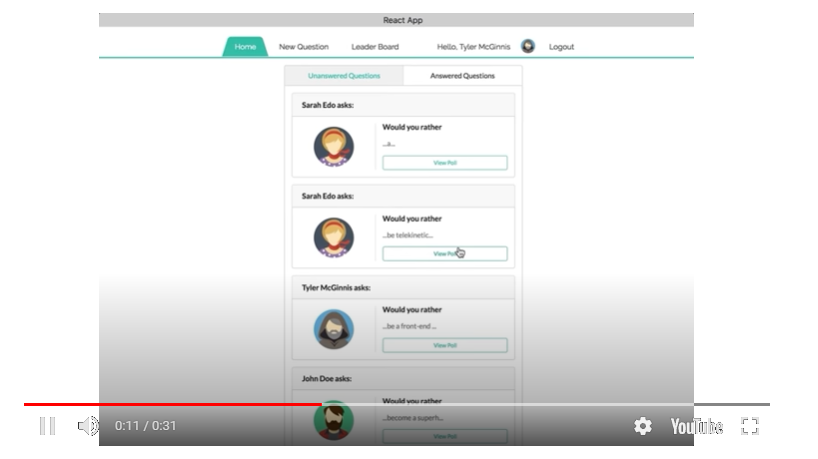 React App
Home New Question Leader Board Hello, Tyler McGinnis Logout
Unanswered Questions Answered Questions
Sarah Edo asks:
Would you rather
...a...
View Poll
Sarah Edo asks:
Would you rather
...be telekinetic...
View Poll
Tyler McGinnis asks:
Would you rather
...be a front-end ...
View Poll
John Doe asks:
Would you rather
...become a superh...
View Poll
0:11 / 0:31 YouTube